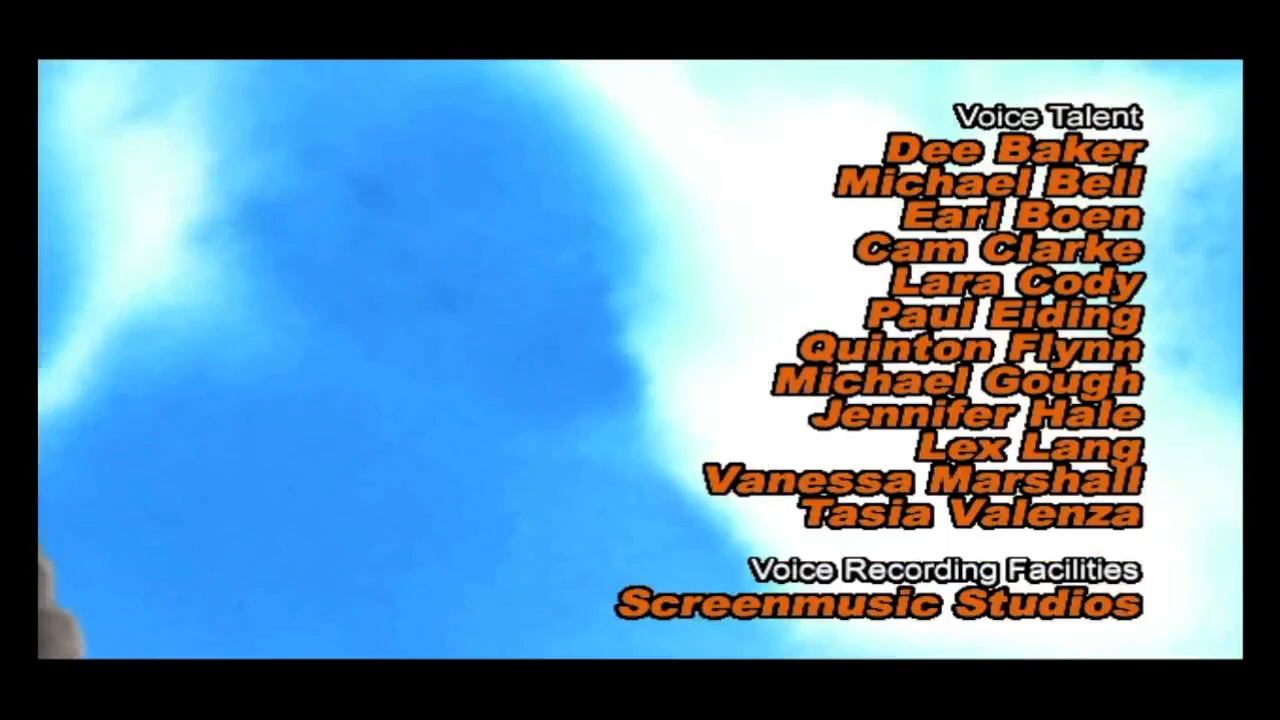 Voice Talent
Dee Baker
Michael Bell
Earl Boen
Cam Clarke
Lara Cody
Paul Eiding
Quinton Flynn
Michael Gough
Jennifer Hale
Lex Lang
Vanessa Marshall
Tasia Valenza
Voice Recording Facilities
Screenmusic Studios